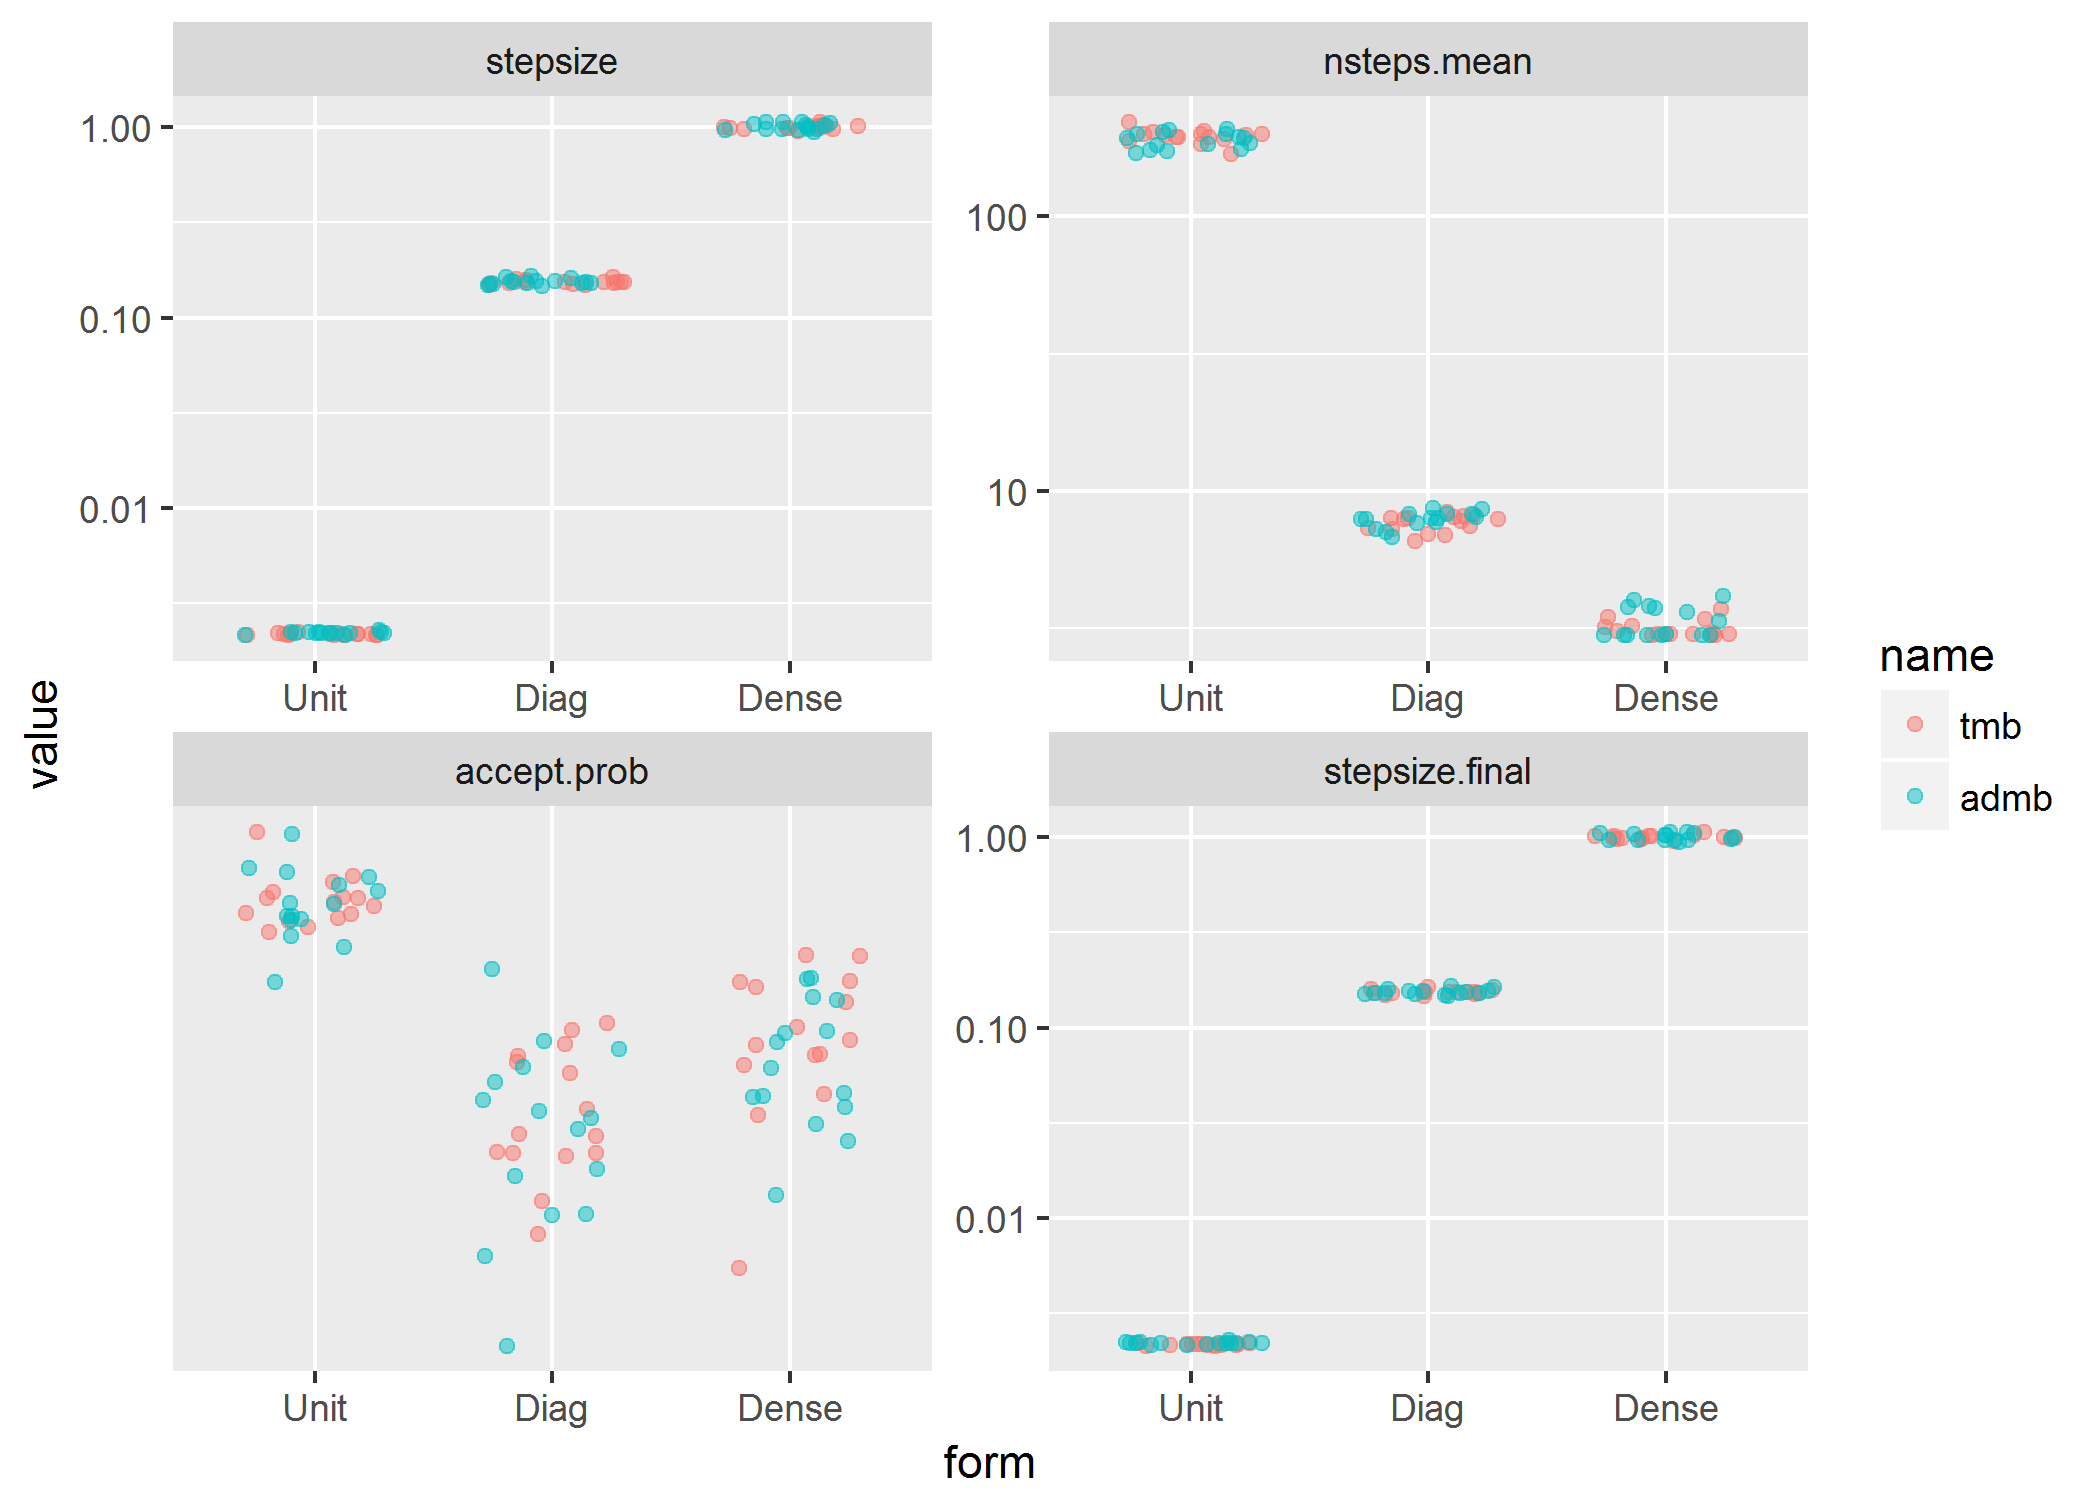 stepsize
nsteps.mean
1.00
0.10
0.01
100
10
Unit
Diag
Dense
Unit
Diag
Dense
value
accept.prob
stepsize.final
1.00
0.10
0.01
Unit
Diag
Dense
Unit
Diag
Dense
form
name
tmb
admb